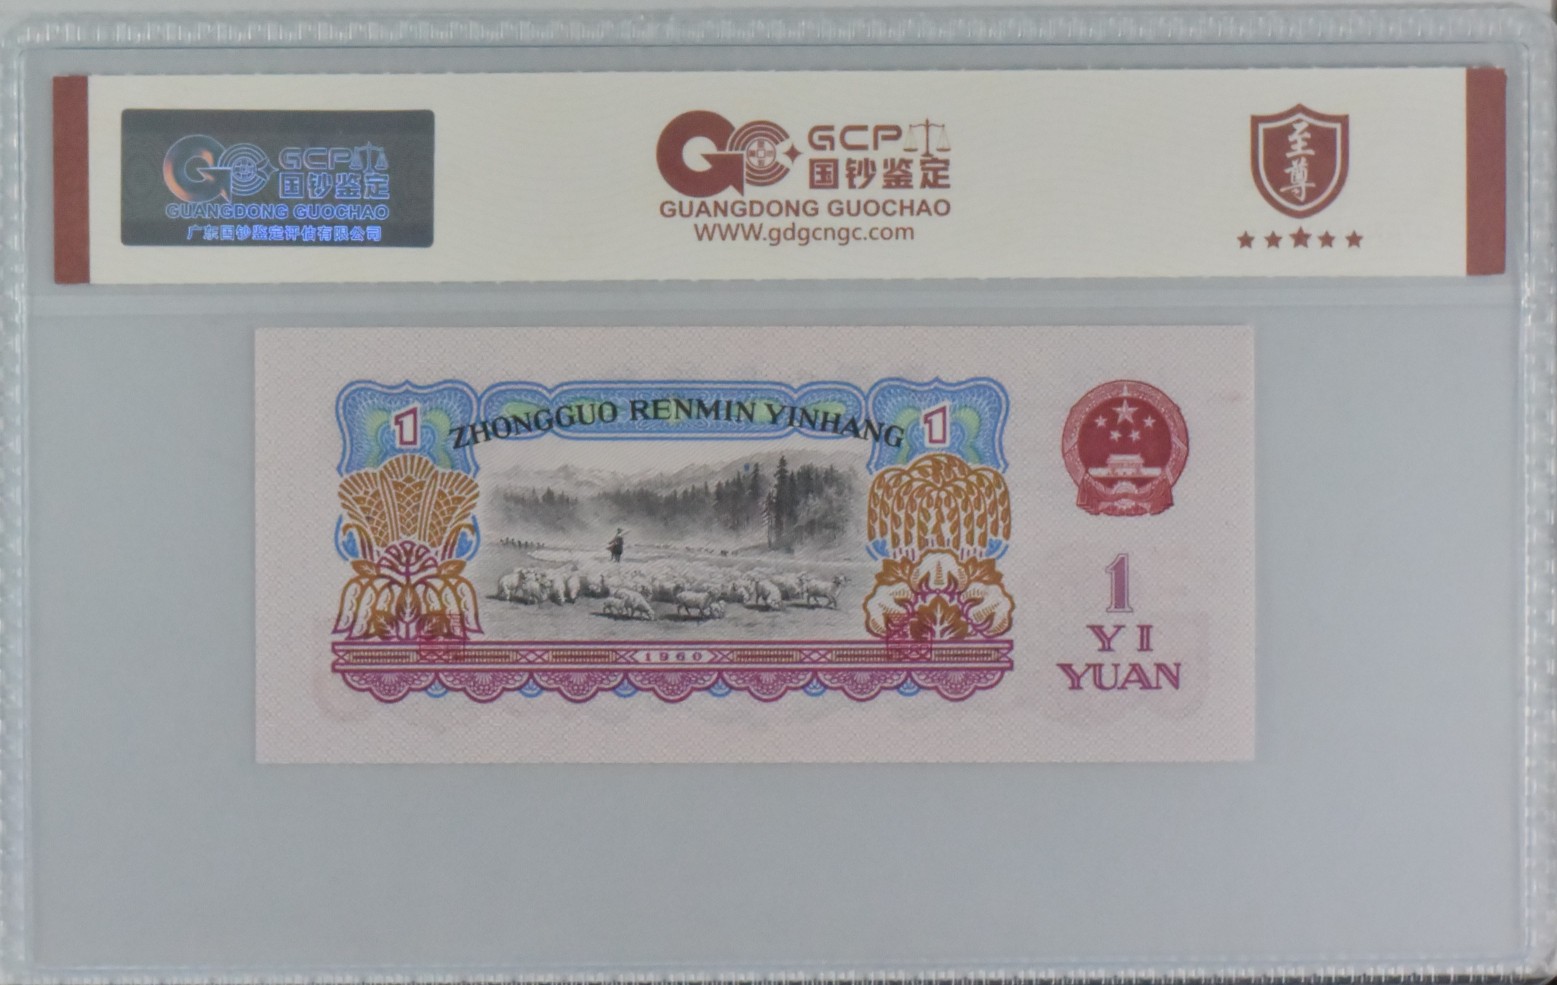 GCP
国钞鉴定
GUANGDONG GUOCHAO
广东国钞鉴定评估有限公司
GCP
国钞鉴定
GUANGDONG GUOCHAO
WWW.gdgcngc.com
至尊
1 ZHONGGUO RENMIN YINHANG 1
1960
1
YI
YUAN